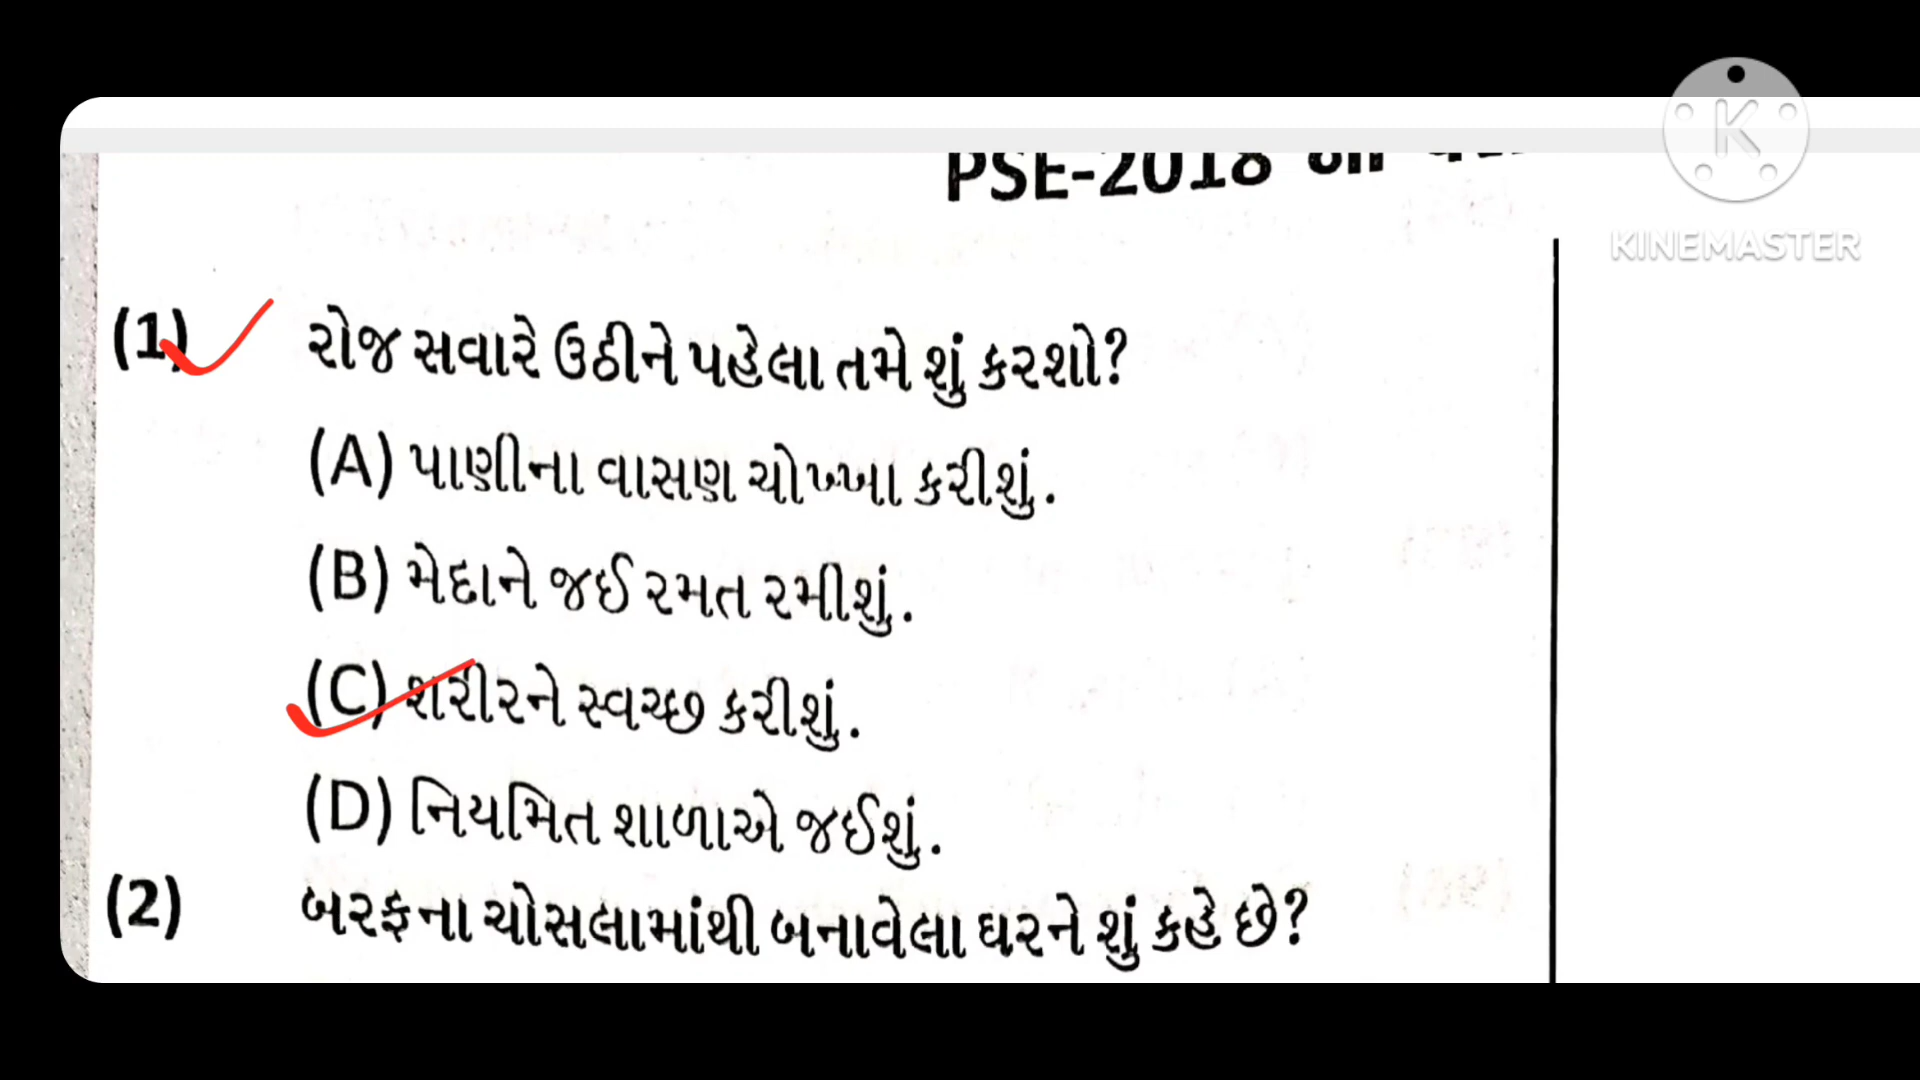 PSE-2018
K
KINEMASTER
(1) રોજ સવારે ઉઠીને પહેલા તમે શું કરશો?
(A) પાણીના વાસણ ચોખ્ખા કરીશું.
(B) મેદાને જઈ રમત રમીશું.
(C) શરીરને સ્વચ્છ કરીશું.
(D) નિયમિત શાળાએ જઈશું.
(2) બરફના ચોસલામાંથી બનાવેલા ઘરને શું કહે છે?